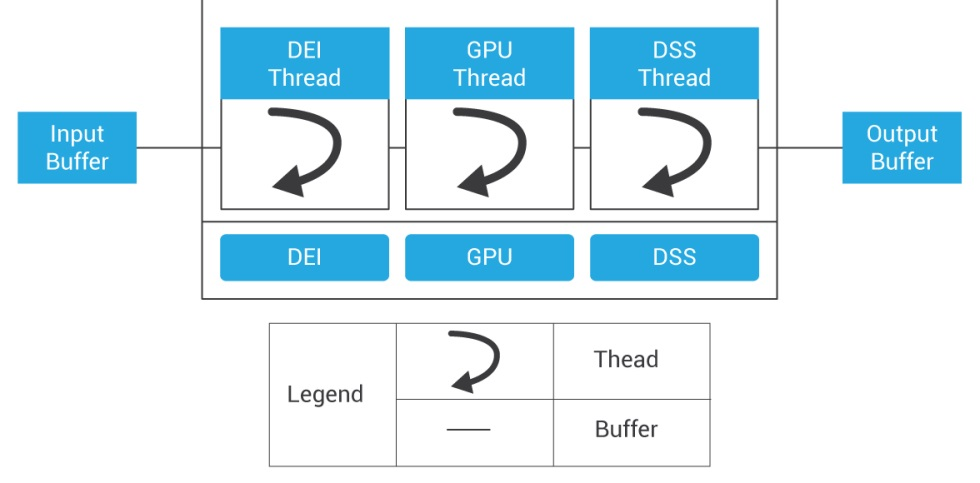 DEI
Thread
GPU
Thread
DSS
Thread
Input
Buffer
Output
Buffer
DEI
GPU
DSS
Legend
Thead
Buffer